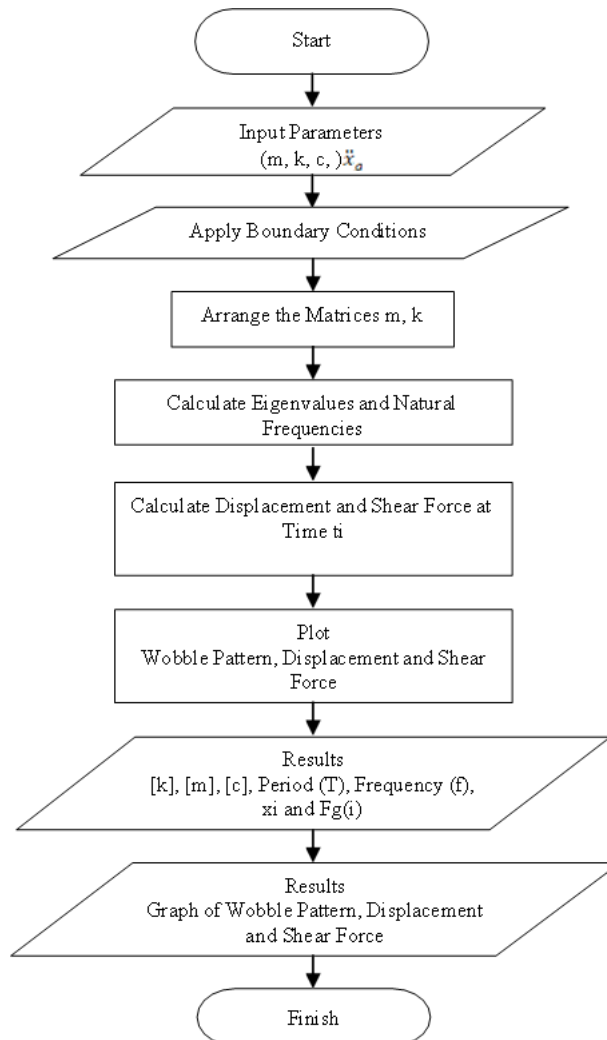 Start
Input Parameters
(m, k, c, )ẍₐ
Apply Boundary Conditions
Arrange the Matrices m, k
Calculate Eigenvalues and Natural
Frequencies
Calculate Displacement and Shear Force at
Time ti
Plot
Wobble Pattern, Displacement and Shear
Force
Results
[k], [m], [c], Period (T), Frequency (f),
xi and Fg(i)
Results
Graph of Wobble Pattern, Displacement
and Shear Force
Finish